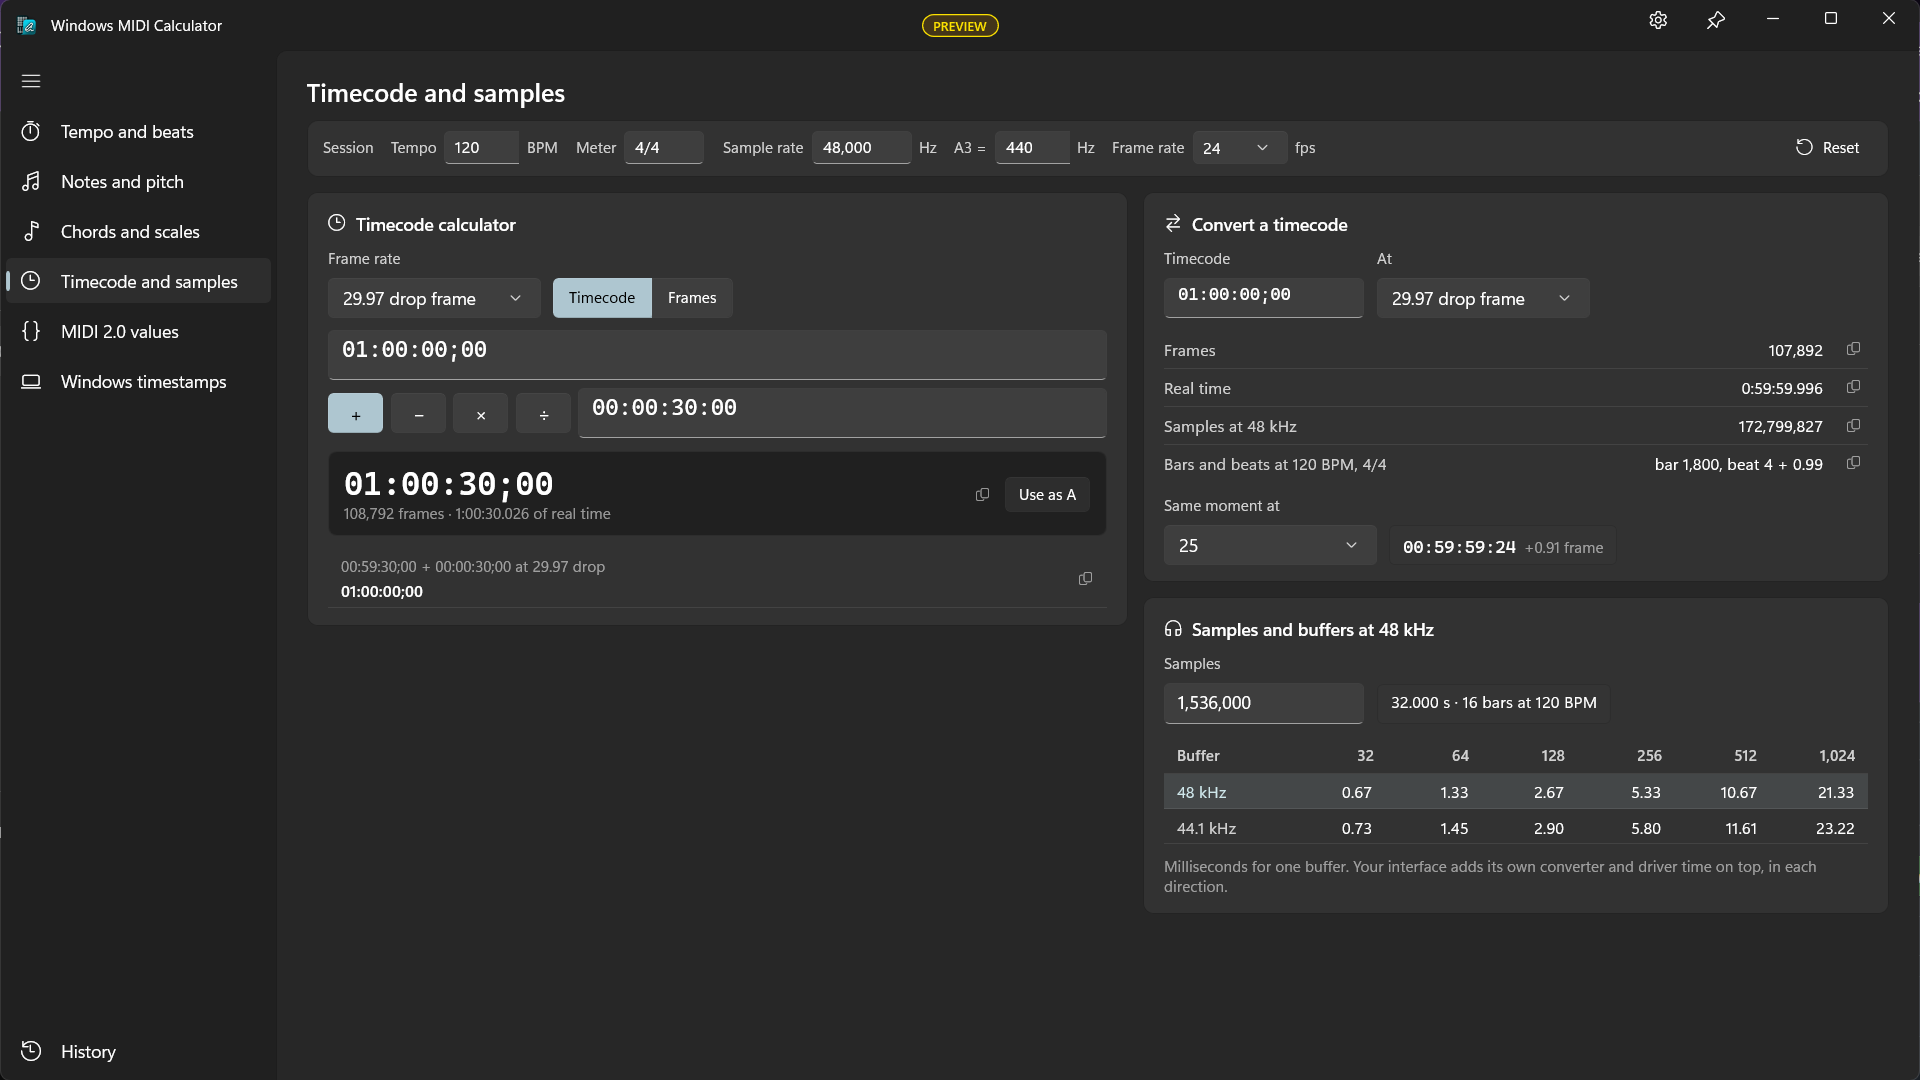 Windows MIDI Calculator
PREVIEW
Tempo and beats
Notes and pitch
Chords and scales
Timecode and samples
MIDI 2.0 values
Windows timestamps
History
Timecode and samples
Session Tempo 120 BPM Meter 4/4 Sample rate 48,000 Hz A3 = 440 Hz Frame rate 24 fps Reset
Timecode calculator
Frame rate
29.97 drop frame Timecode Frames
01:00:00;00
+ − × ÷ 00:00:30:00
01:00:30;00
108,792 frames · 1:00:30.026 of real time
Use as A
00:59:30;00 + 00:00:30;00 at 29.97 drop
01:00:00;00
Convert a timecode
Timecode At
01:00:00;00 29.97 drop frame
Frames 107,892
Real time 0:59:59.996
Samples at 48 kHz 172,799,827
Bars and beats at 120 BPM, 4/4 bar 1,800, beat 4 + 0.99
Same moment at
25 00:59:59:24 +0.91 frame
Samples and buffers at 48 kHz
Samples
1,536,000 32.000 s · 16 bars at 120 BPM
Buffer 32 64 128 256 512 1,024
48 kHz 0.67 1.33 2.67 5.33 10.67 21.33
44.1 kHz 0.73 1.45 2.90 5.80 11.61 23.22
Milliseconds for one buffer. Your interface adds its own converter and driver time on top, in each
direction.